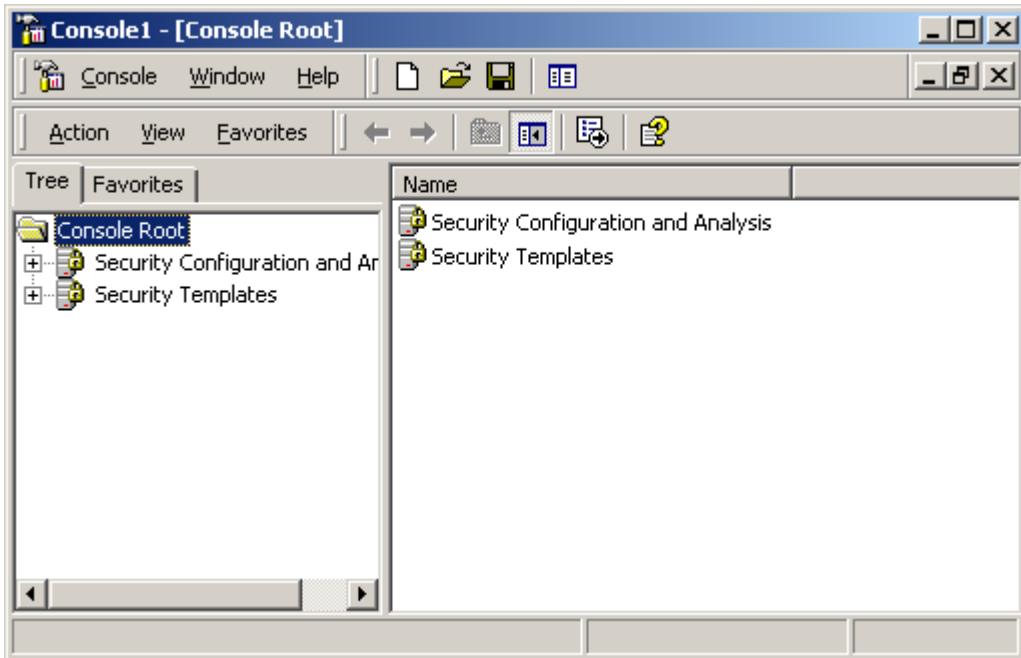 Console1 - [Console Root]
Console Window Help
Action View Favorites
Tree Favorites
Name
Console Root
Security Configuration and Ar
Security Templates
Security Configuration and Analysis
Security Templates